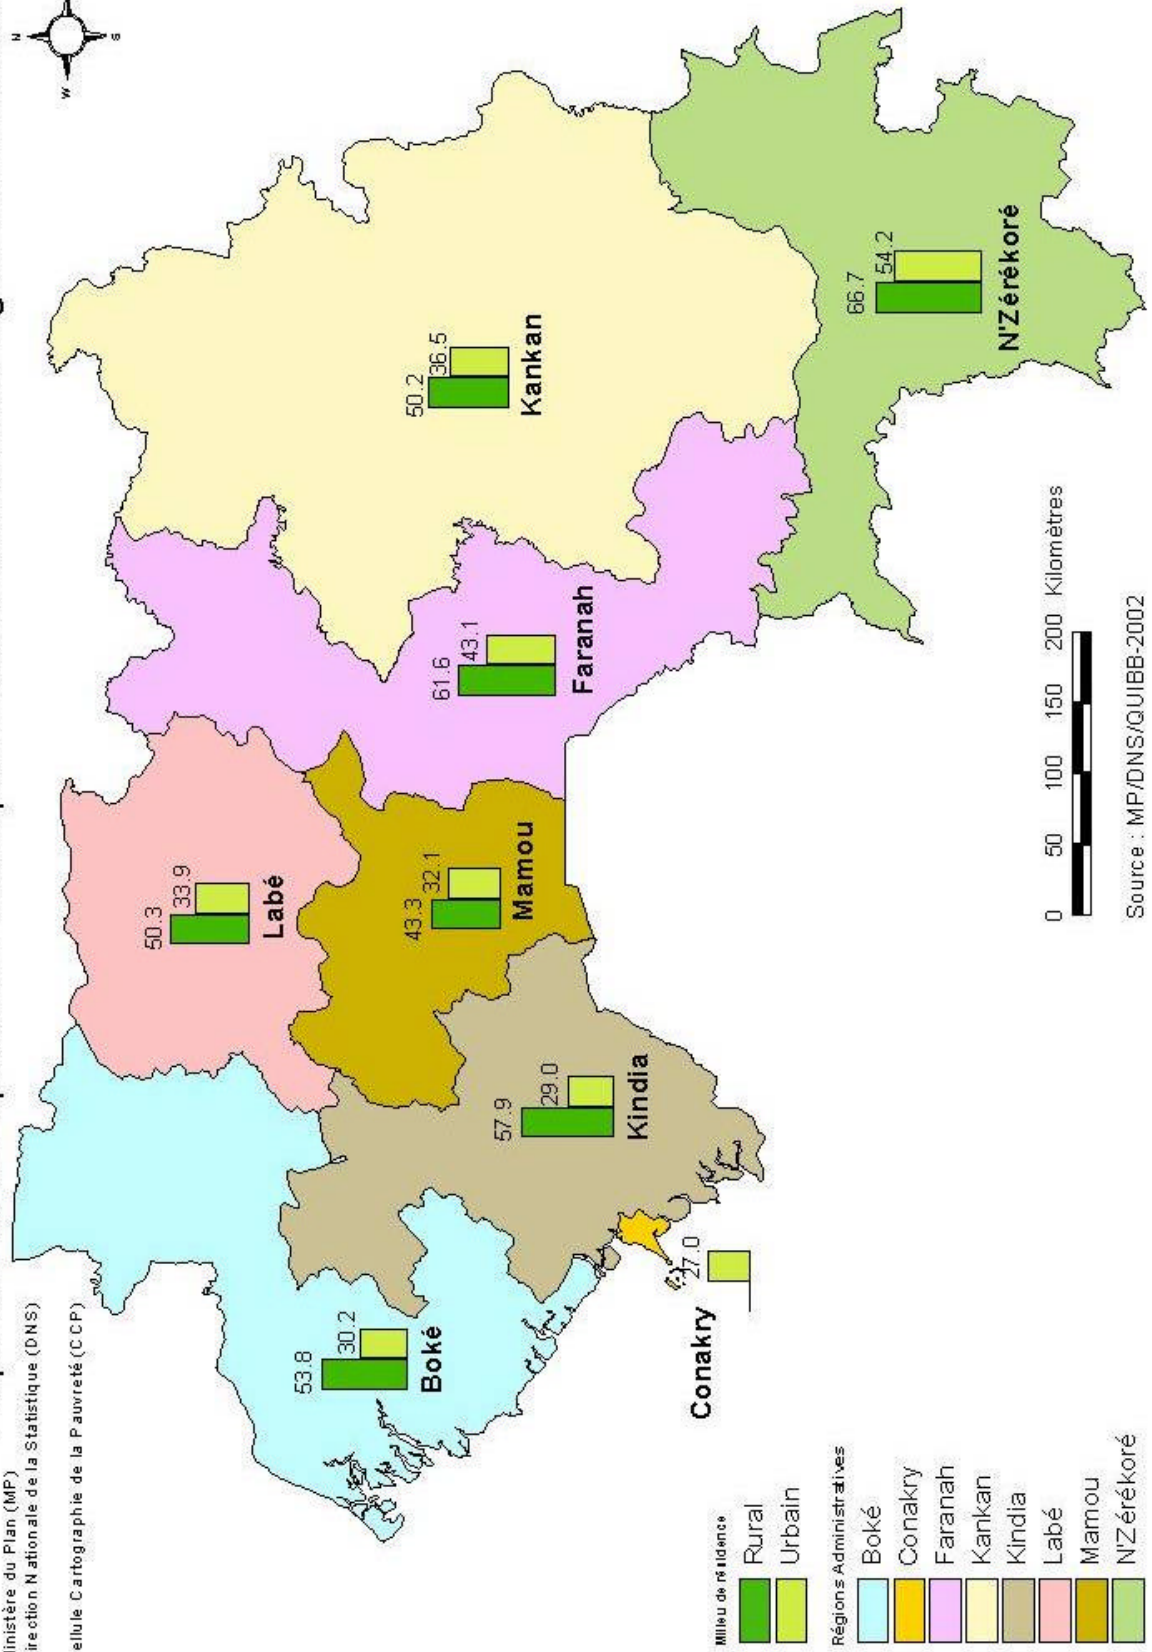 inistère du Plan (MP)
irection Nationale de la Statistique (DNS)
ellule Cartographie de la Pauvreté (CCP)
N
S
W
Boké
53.8
30.2
Labé
50.3
33.9
Mamou
43.3
32.1
Kindia
57.9
29.0
Conakry
27.0
Faranah
61.6
43.1
Kankan
50.2
36.5
N'Zérékoré
66.7
54.2
Milieu de résidence
Rural
Urbain
Régions Administratives
Boké
Conakry
Faranah
Kankan
Kindia
Labé
Mamou
N'Zérékoré
0 50 100 150 200 Kilomètres
Source : MP/DNS/QUIBB-2002